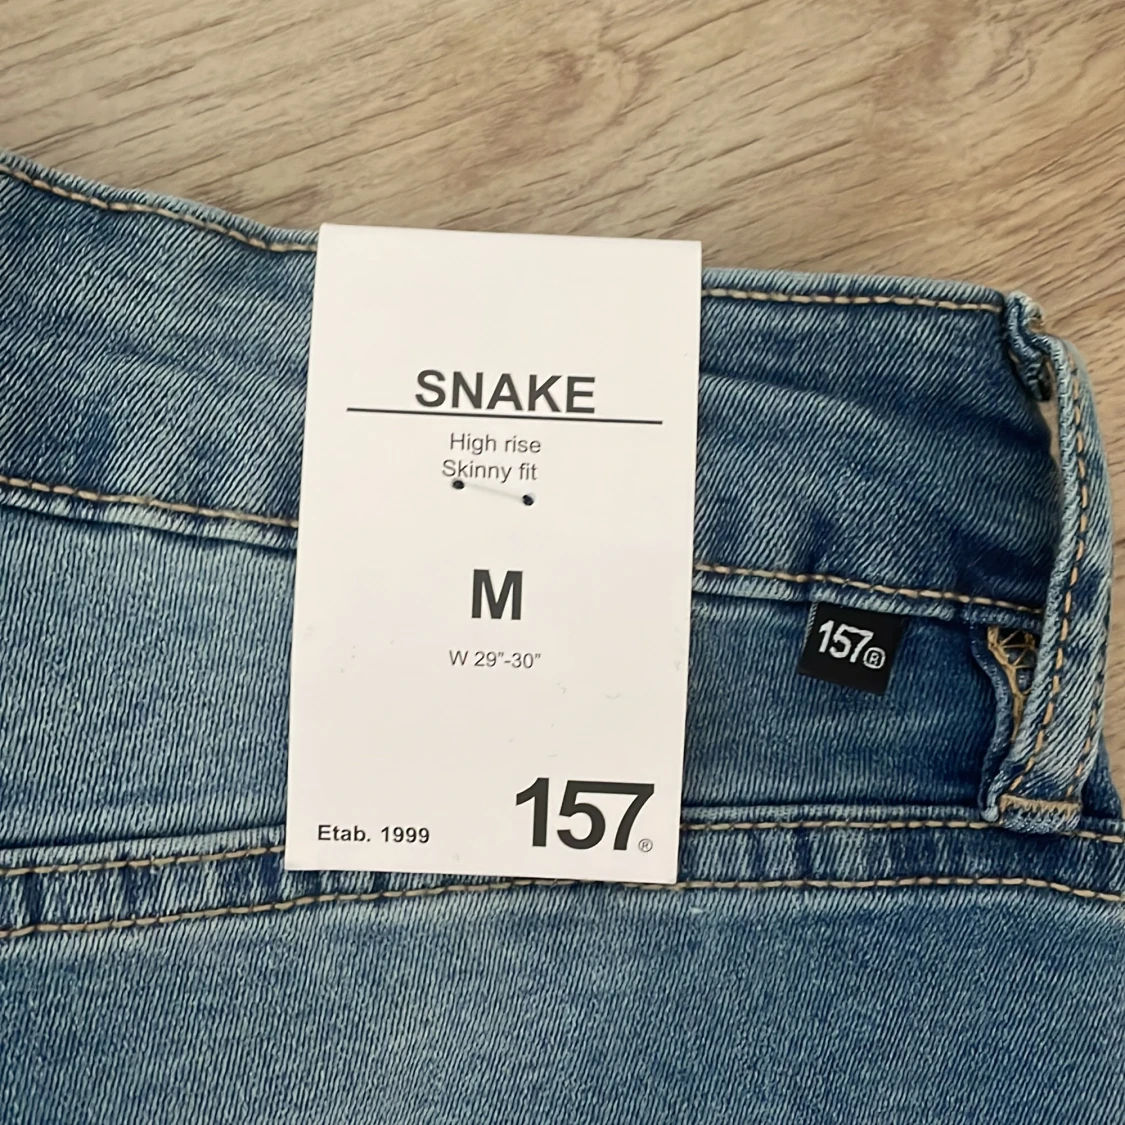 SNAKE
High rise
Skinny fit
M
W 29"-30"
157®
Etab. 1999
157®